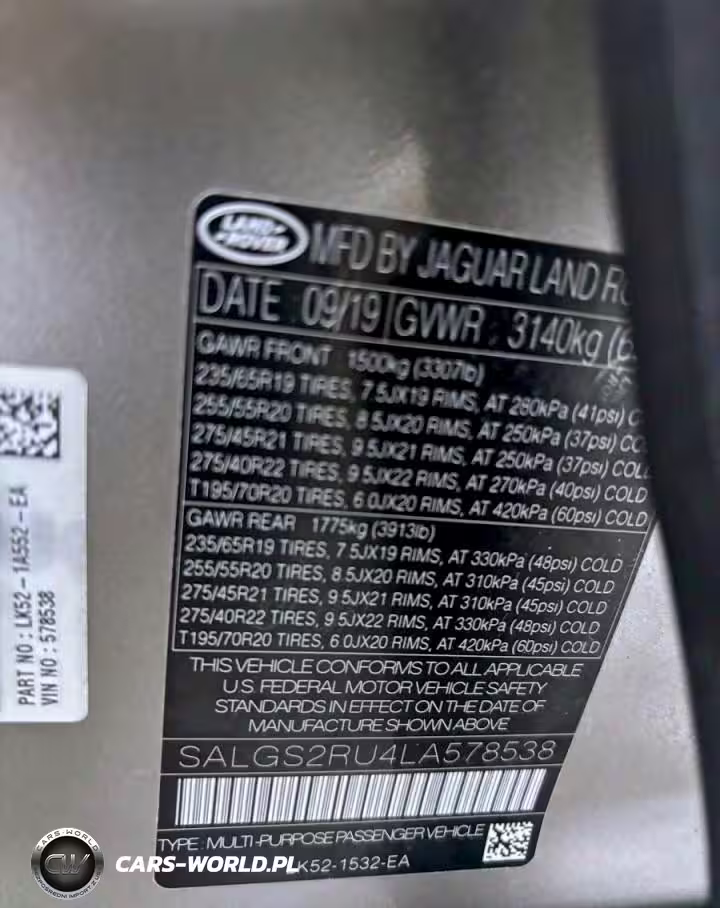 LAND-
ROVER
MFD BY JAGUAR LAND
DATE 09/19 GVWR : 3140kg
GAWR FRONT 1500kg (3307lb)
235/65R19 TIRES, 7.5JX19 RIMS, AT 280kPa (41psi)
255/55R20 TIRES, 8.5JX20 RIMS, AT 250kPa (37psi)
275/45R21 TIRES, 9.5JX21 RIMS, AT 250kPa (37psi)
275/40R22 TIRES, 9.5JX22 RIMS, AT 270kPa (40psi) COLD
T195/70R20 TIRES, 6.0JX20 RIMS, AT 420kPa (60psi) COLD
GAWR REAR 1775kg (3913lb)
235/65R19 TIRES, 7.5JX19 RIMS, AT 330kPa (48psi) COLD
255/55R20 TIRES, 8.5JX20 RIMS, AT 310kPa (45psi) COLD
275/45R21 TIRES, 9.5JX21 RIMS, AT 310kPa (45psi) COLD
275/40R22 TIRES, 9.5JX22 RIMS, AT 330kPa (48psi) COLD
T195/70R20 TIRES, 6.0JX20 RIMS, AT 420kPa (60psi) COLD
THIS VEHICLE CONFORMS TO ALL APPLICABLE
U.S. FEDERAL MOTOR VEHICLE SAFETY
STANDARDS IN EFFECT ON THE DATE OF
MANUFACTURE SHOWN ABOVE
SALGS2RU4LA578538
TYPE: MULTI-PURPOSE PASSENGER VEHICLE
LK52-1532-EA
PART NO : LK52-1A552-EA
VIN NO : 578538
CARS-WORLD
CW
BEZPOŚREDNI IMPORTER
CARS-WORLD.PL